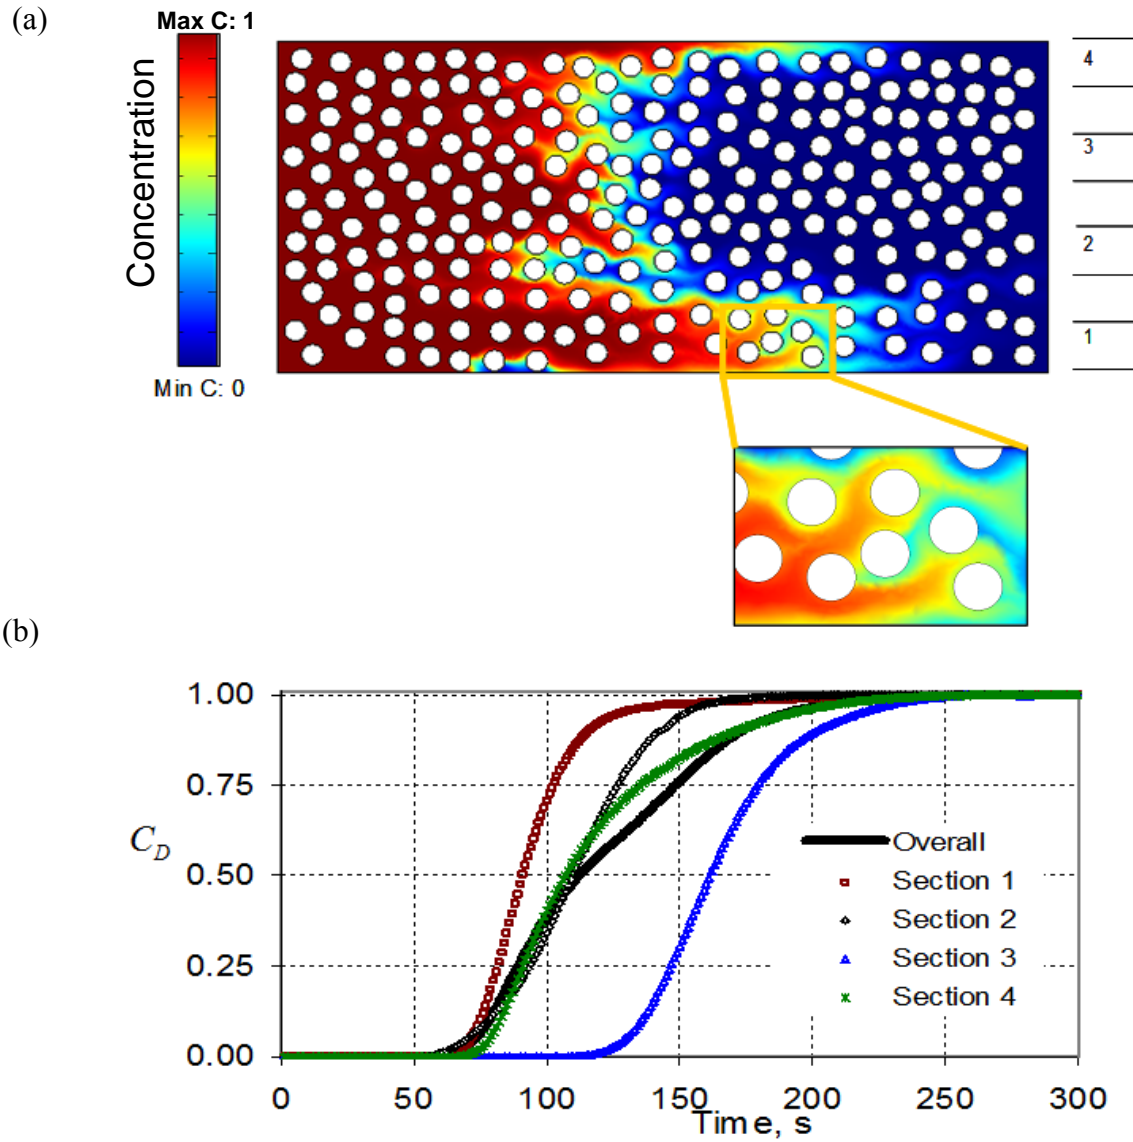 (a)
Max C: 1
Concentration
Min C: 0
4
3
2
1
(b)
1.00
0.75
0.50
0.25
0.00
C_D
Overall
Section 1
Section 2
Section 3
Section 4
0 50 100 150 200 250 300
Time, s